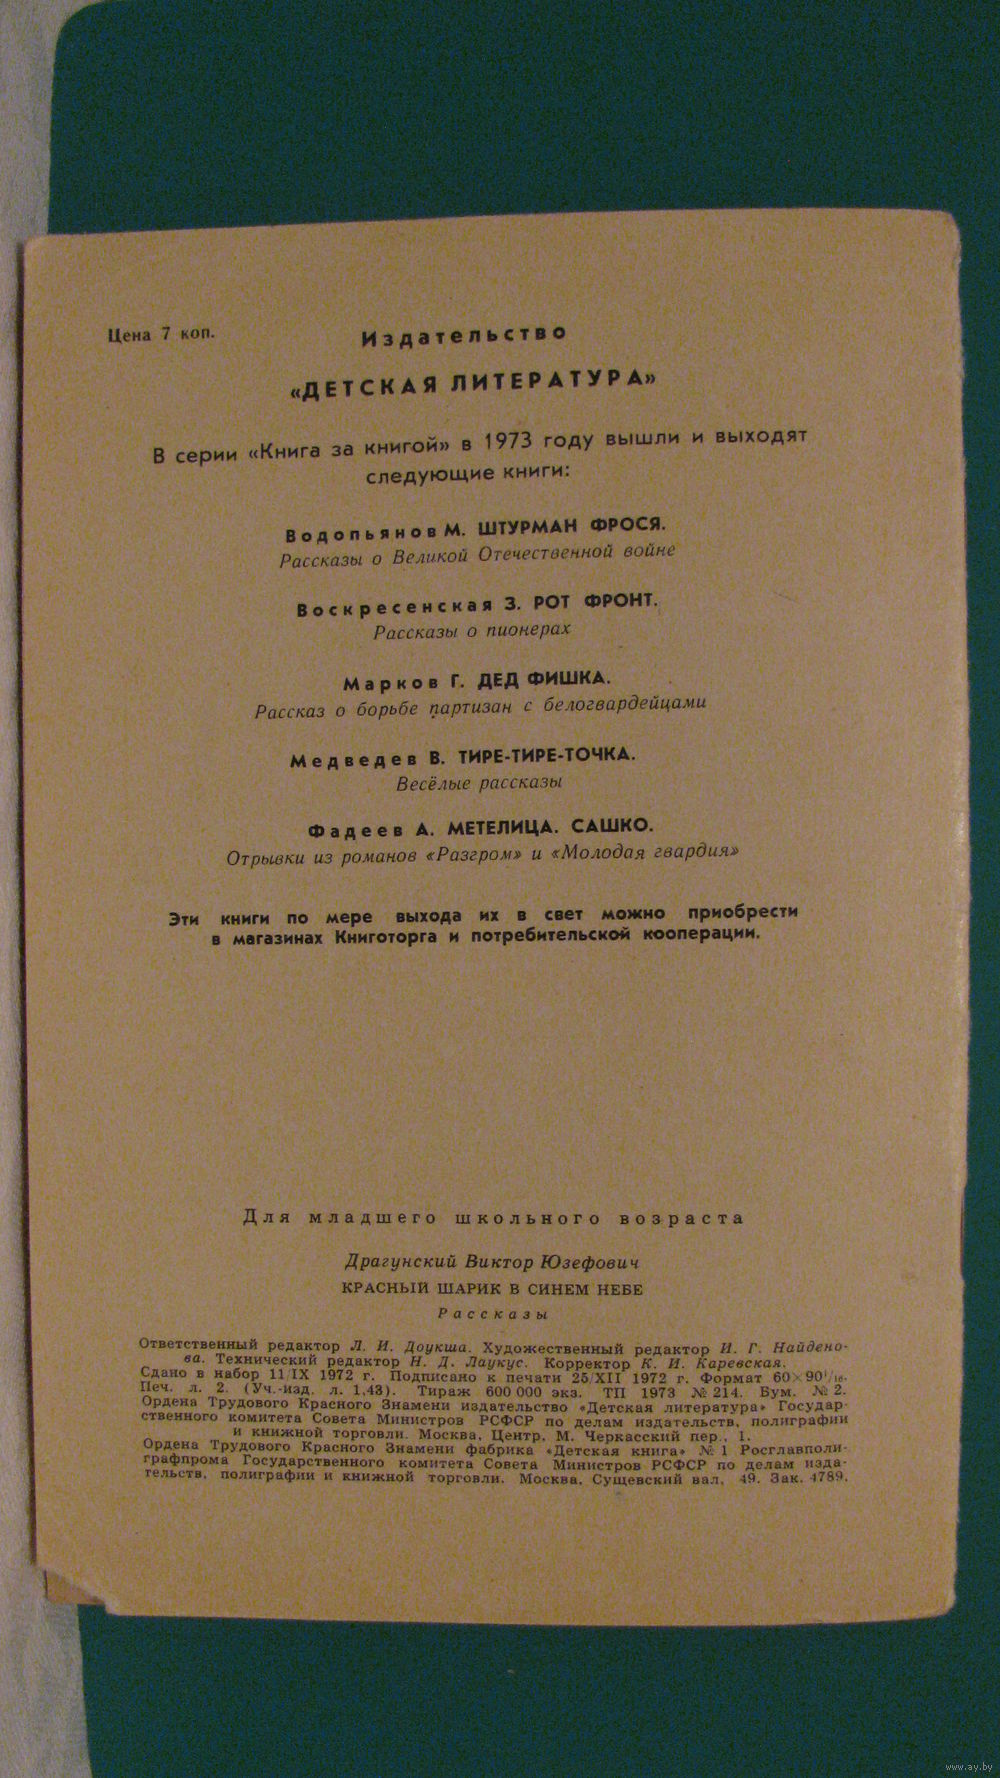 Цена 7 коп.
Издательство
«ДЕТСКАЯ ЛИТЕРАТУРА»
В серии «Книга за книгой» в 1973 году вышли и выходят
следующие книги:
Водопьянов М. ШТУРМАН ФРОСЯ.
Рассказы о Великой Отечественной войне
Воскресенская З. РОТ ФРОНТ.
Рассказы о пионерах
Марков Г. ДЕД ФИШКА.
Рассказ о борьбе партизан с белогвардейцами
Медведев В. ТИРЕ-ТИРЕ-ТОЧКА.
Весёлые рассказы
Фадеев А. МЕТЕЛИЦА. САШКО.
Отрывки из романов «Разгром» и «Молодая гвардия»
Эти книги по мере выхода их в свет можно приобрести
в магазинах Книготорга и потребительской кооперации.
Для младшего школьного возраста
Драгунский Виктор Юзефович
КРАСНЫЙ ШАРИК В СИНЕМ НЕБЕ
Рассказы
Ответственный редактор Л. И. Доукша. Художественный редактор И. Г. Найдено-
ва. Технический редактор Н. Д. Лаукус. Корректор К. И. Каревская.
Сдано в набор 11/IX 1972 г. Подписано к печати 25/XII 1972 г. Формат 60×90¹/₁₆.
Печ. л. 2. (Уч.-изд. л. 1,43). Тираж 600 000 экз. ТП 1973 № 214. Бум. № 2.
Ордена Трудового Красного Знамени издательство «Детская литература» Государ-
ственного комитета Совета Министров РСФСР по делам издательств, полиграфии
и книжной торговли. Москва, Центр, М. Черкасский пер., 1.
Ордена Трудового Красного Знамени фабрика «Детская книга» № 1 Росглавполи-
графпрома Государственного комитета Совета Министров РСФСР по делам изда-
тельств, полиграфии и книжной торговли. Москва, Сущевский вал, 49. Зак. 4789.
www.ay.by